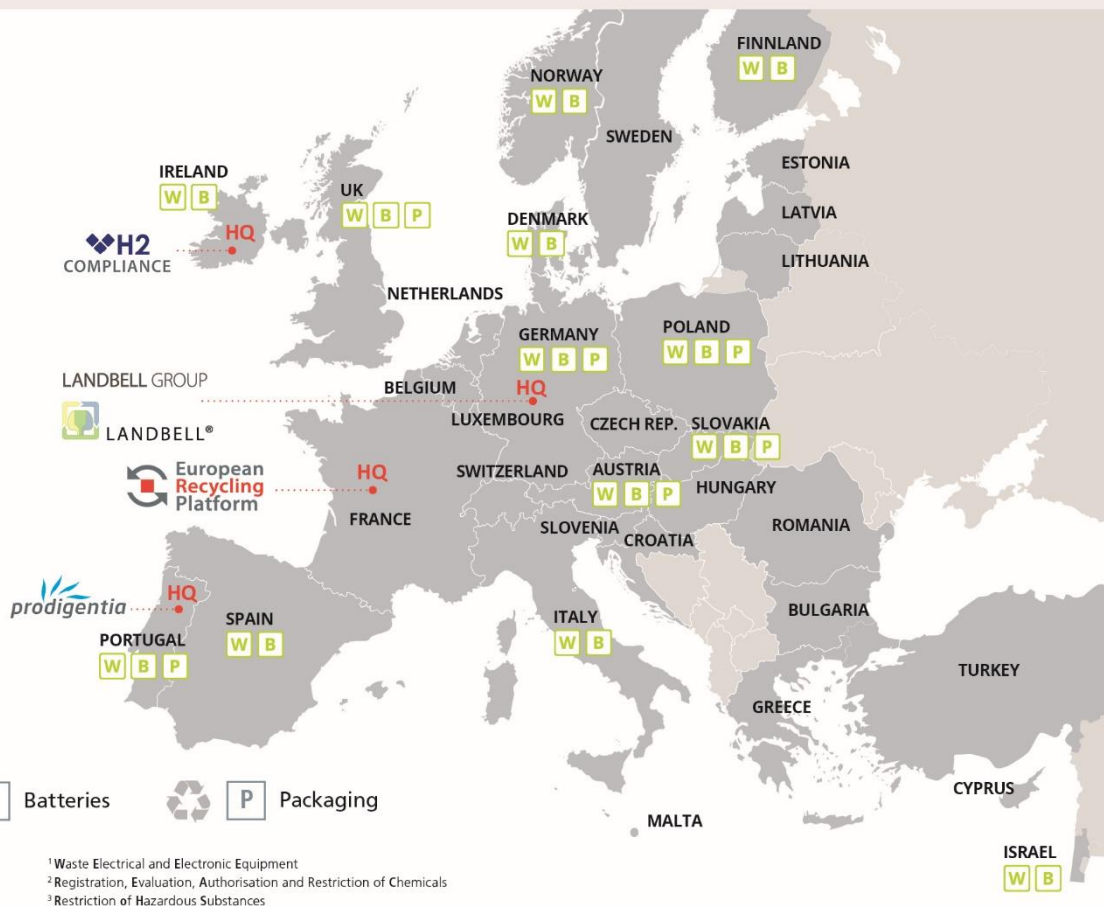 FINNLAND
W B
NORWAY
W B
SWEDEN
ESTONIA
IRELAND
W B
UK
W B P
LATVIA
DENMARK
W B
HQ
H2
COMPLIANCE
LITHUANIA
NETHERLANDS
GERMANY
W B P
POLAND
W B P
LANDBELL GROUP
BELGIUM
HQ
LANDBELL®
LUXEMBOURG
CZECH REP.
SLOVAKIA
W B P
European
Recycling
Platform
HQ
SWITZERLAND
AUSTRIA
W B P
HUNGARY
FRANCE
SLOVENIA
CROATIA
ROMANIA
prodigentia
HQ
SPAIN
W B
ITALY
W B
BULGARIA
PORTUGAL
W B P
TURKEY
GREECE
CYPRUS
Batteries
P Packaging
MALTA
ISRAEL
W B
¹ Waste Electrical and Electronic Equipment
² Registration, Evaluation, Authorisation and Restriction of Chemicals
³ Restriction of Hazardous Substances